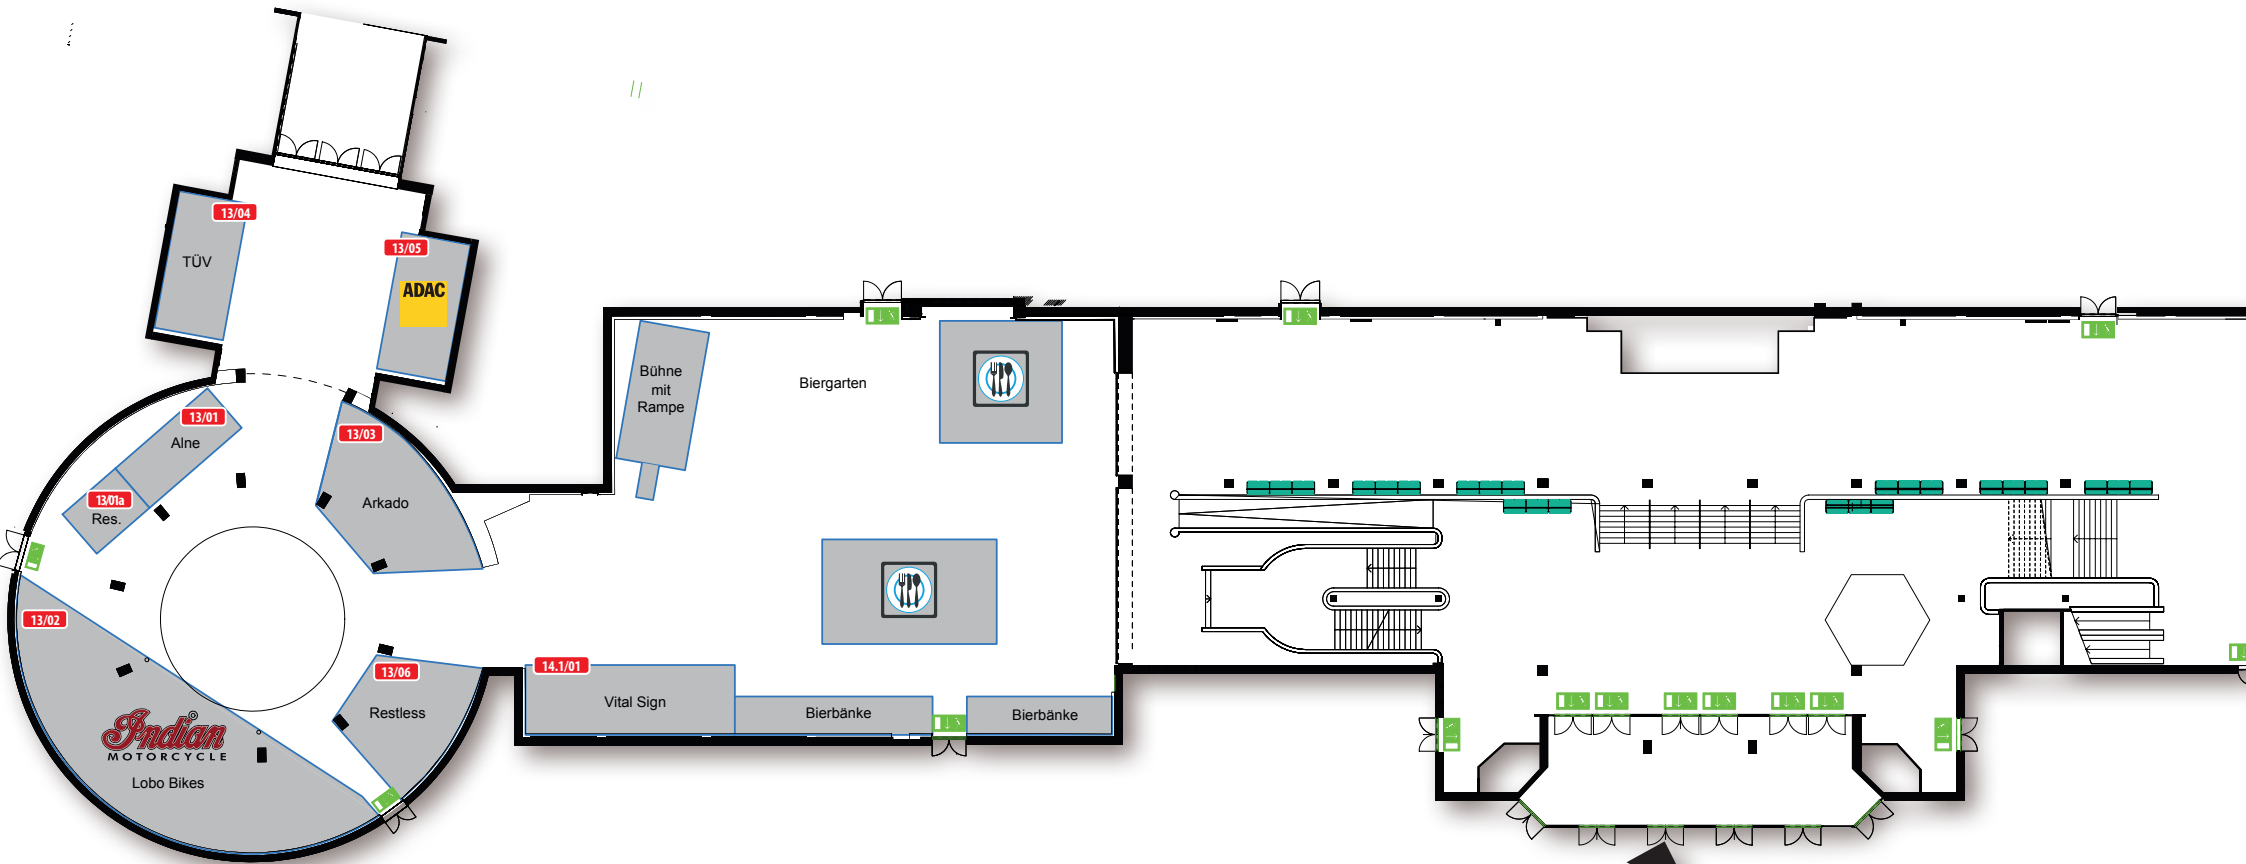 13/04
TÜV
13/05
ADAC
13/01
Alne
13/01a
Res.
13/03
Arkado
13/02
Indian
MOTORCYCLE
Lobo Bikes
13/06
Restless
Bühne
mit
Rampe
Biergarten
14.1/01
Vital Sign
Bierbänke
Bierbänke